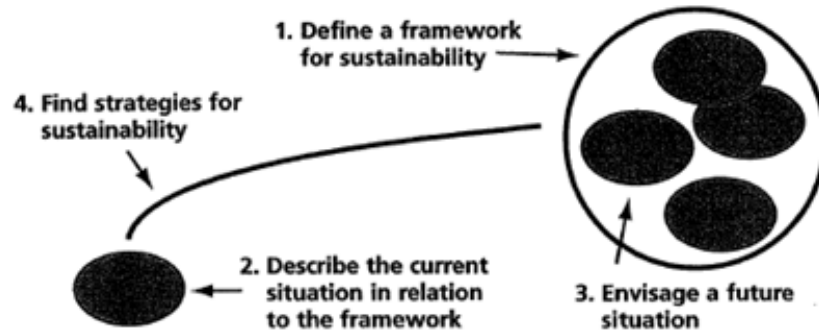 1. Define a framework
for sustainability
4. Find strategies for
sustainability
2. Describe the current
situation in relation
to the framework
3. Envisage a future
situation